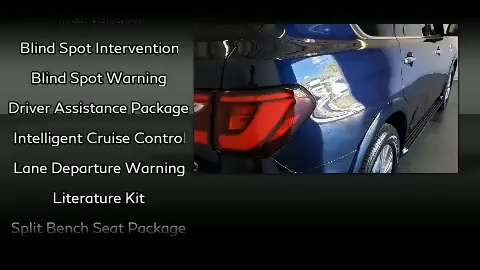 Blind Spot Intervention
Blind Spot Warning
Driver Assistance Package
Intelligent Cruise Control
Lane Departure Warning
Literature Kit
Split Bench Seat Package